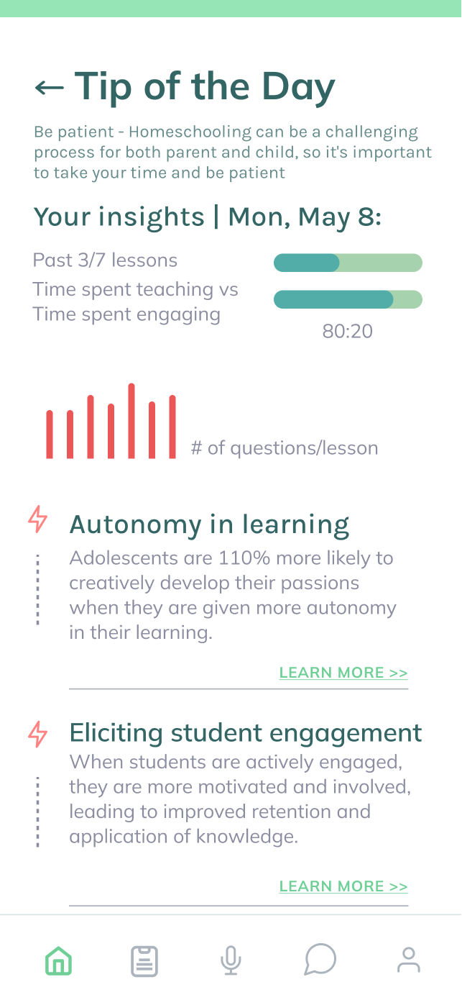 ← Tip of the Day
Be patient - Homeschooling can be a challenging
process for both parent and child, so it's important
to take your time and be patient
Your insights | Mon, May 8:
Past 3/7 lessons
Time spent teaching vs
Time spent engaging
80:20
# of questions/lesson
Autonomy in learning
Adolescents are 110% more likely to
creatively develop their passions
when they are given more autonomy
in their learning.
LEARN MORE >>
Eliciting student engagement
When students are actively engaged,
they are more motivated and involved,
leading to improved retention and
application of knowledge.
LEARN MORE >>